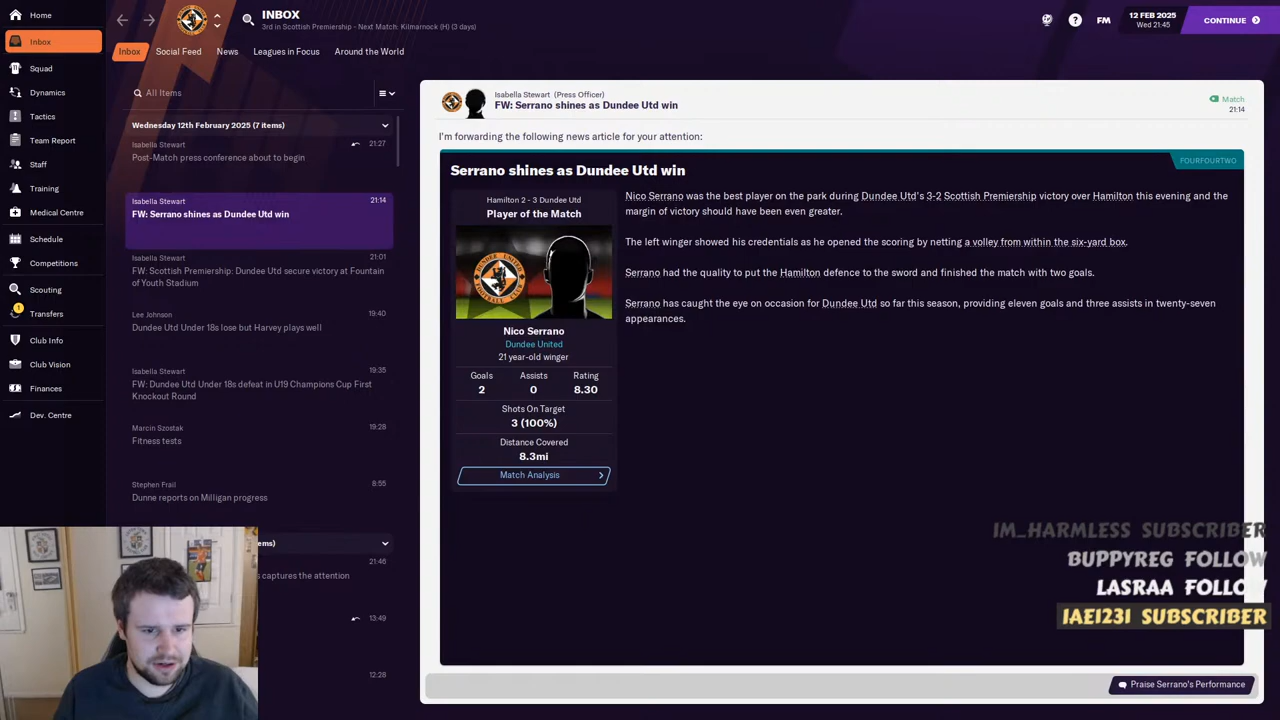 Home
Inbox
Squad
Dynamics
Tactics
Team Report
Staff
Training
Medical Centre
Schedule
Competitions
Scouting
1
Transfers
Club Info
Club Vision
Finances
Dev. Centre
INBOX
3rd in Scottish Premiership - Next Match: Kilmarnock (H) (3 days)
FM
12 FEB 2025
Wed 21:45
CONTINUE
Inbox
Social Feed
News
Leagues in Focus
Around the World
All Items
Wednesday 12th February 2025 (7 items)
Isabella Stewart
21:27
Post-Match press conference about to begin
Isabella Stewart
21:14
FW: Serrano shines as Dundee Utd win
Isabella Stewart
21:01
FW: Scottish Premiership: Dundee Utd secure victory at Fountain
of Youth Stadium
Lee Johnson
19:40
Dundee Utd Under 18s lose but Harvey plays well
Isabella Stewart
19:35
FW: Dundee Utd Under 18s defeat in U19 Champions Cup First
Knockout Round
Marcin Szostak
19:28
Fitness tests
Stephen Frail
8:55
Dunne reports on Milligan progress
ems)
21:46
s captures the attention
13:49
12:28
Isabella Stewart (Press Officer)
FW: Serrano shines as Dundee Utd win
Match
21:14
I'm forwarding the following news article for your attention:
FOURFOURTWO
Serrano shines as Dundee Utd win
Hamilton 2 - 3 Dundee Utd
Player of the Match
Nico Serrano
Dundee United
21 year-old winger
Goals Assists Rating
2 0 8.30
Shots On Target
3 (100%)
Distance Covered
8.3mi
Match Analysis
Nico Serrano was the best player on the park during Dundee Utd's 3-2 Scottish Premiership victory over Hamilton this evening and the
margin of victory should have been even greater.
The left winger showed his credentials as he opened the scoring by netting a volley from within the six-yard box.
Serrano had the quality to put the Hamilton defence to the sword and finished the match with two goals.
Serrano has caught the eye on occasion for Dundee Utd so far this season, providing eleven goals and three assists in twenty-seven
appearances.
IM_HARMLESS SUBSCRIBER
BUPPYREG FOLLOW
LASRAA FOLLOW
IAE1231 SUBSCRIBER
Praise Serrano's Performance